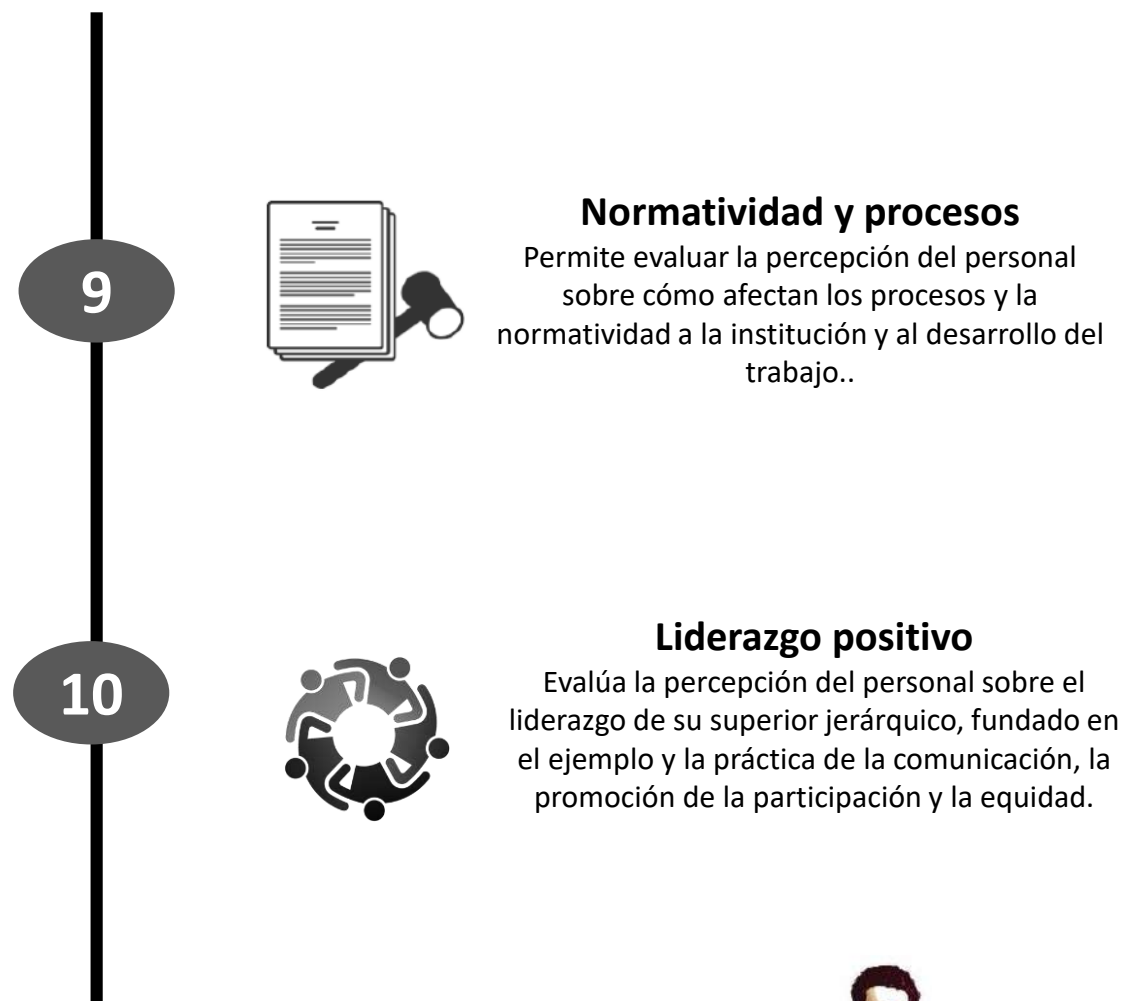 9
Normatividad y procesos
Permite evaluar la percepción del personal
sobre cómo afectan los procesos y la
normatividad a la institución y al desarrollo del
trabajo..
10
Liderazgo positivo
Evalúa la percepción del personal sobre el
liderazgo de su superior jerárquico, fundado en
el ejemplo y la práctica de la comunicación, la
promoción de la participación y la equidad.